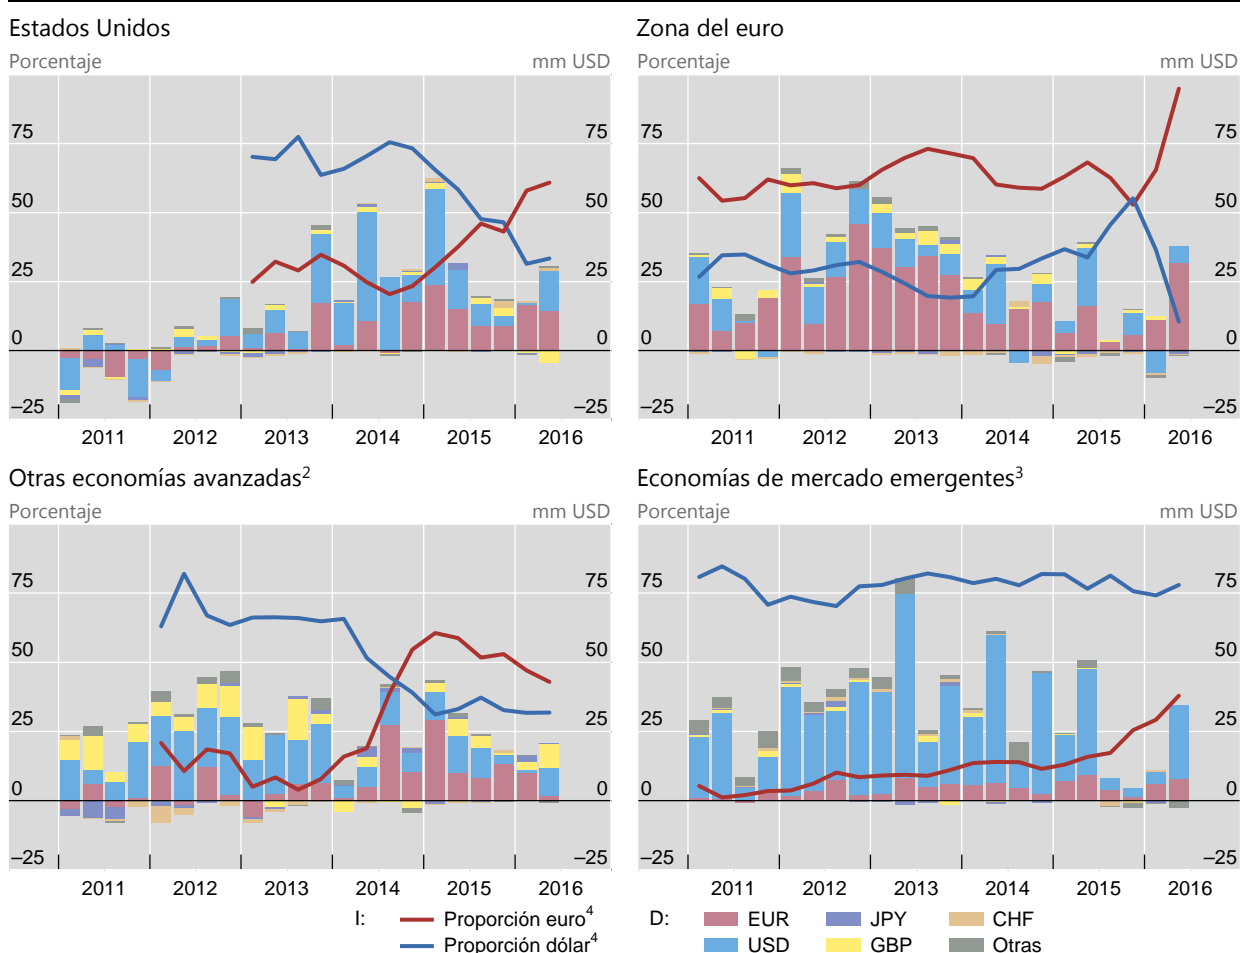 Estados Unidos
Porcentaje mm USD
75 75
50 50
25 25
0 0
–25 –25
2011 2012 2013 2014 2015 2016
Zona del euro
Porcentaje mm USD
75 75
50 50
25 25
0 0
–25 –25
2011 2012 2013 2014 2015 2016
Otras economías avanzadas²
Porcentaje mm USD
75 75
50 50
25 25
0 0
–25 –25
2011 2012 2013 2014 2015 2016
Economías de mercado emergentes³
Porcentaje mm USD
75 75
50 50
25 25
0 0
–25 –25
2011 2012 2013 2014 2015 2016
I: Proporción euro⁴
Proporción dólar⁴
D: EUR JPY CHF
USD GBP Otras